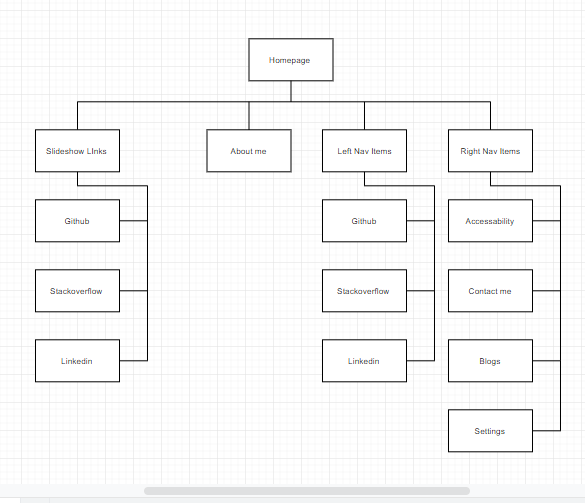 Homepage
Slideshow LInks
About me
Left Nav Items
Right Nav Items
Github
Github
Accessability
Stackoverflow
Stackoverflow
Contact me
Linkedin
Linkedin
Blogs
Settings